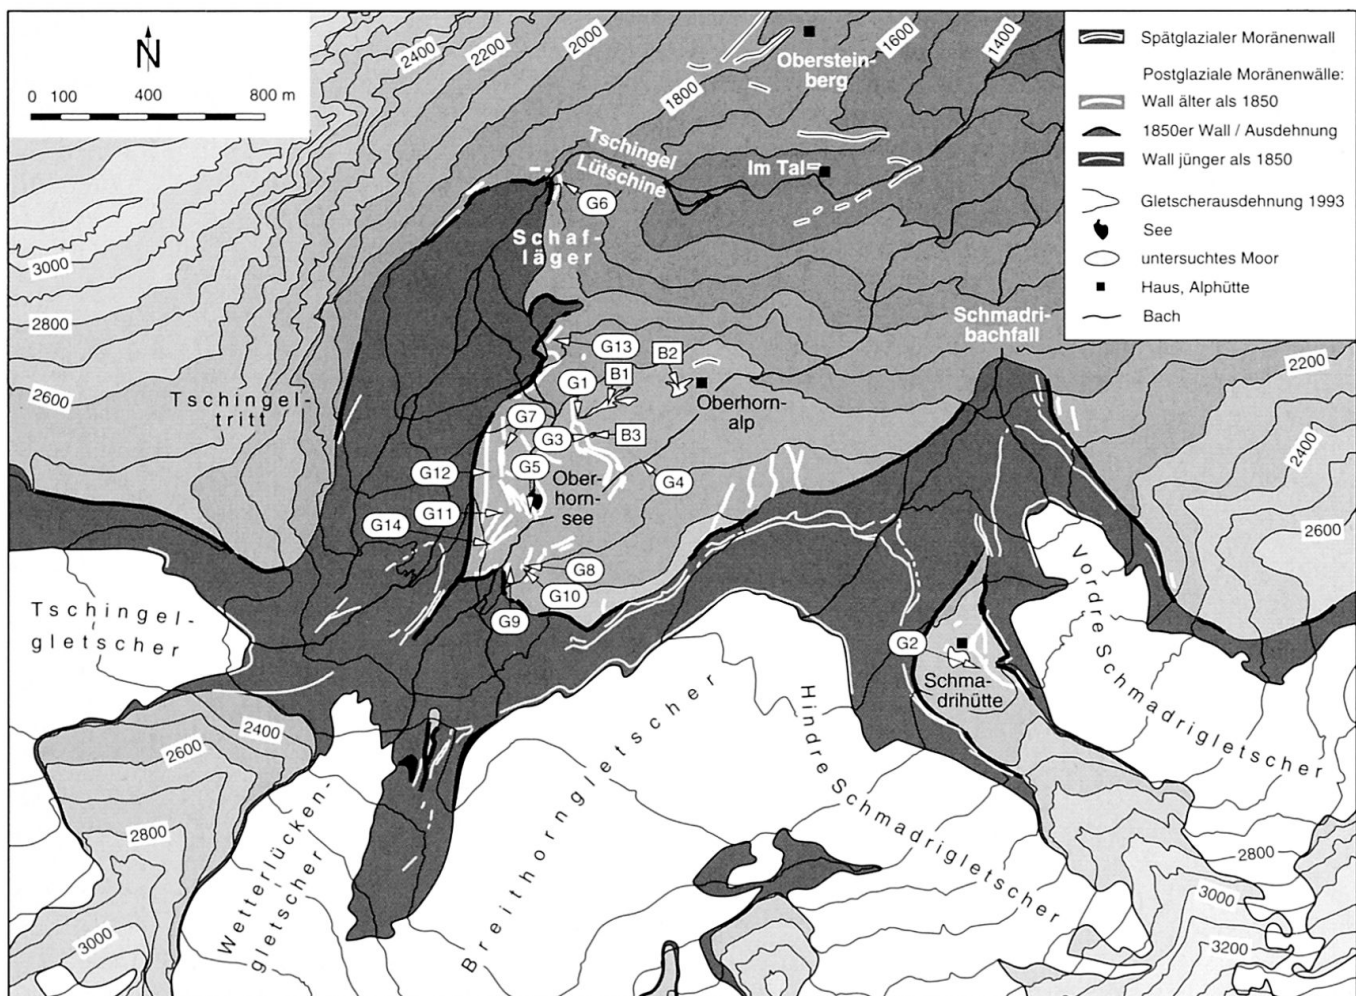 N
0 100 400 800 m
Spätglazialer Moränenwall
Postglaziale Moränenwälle:
Wall älter als 1850
1850er Wall / Ausdehnung
Wall jünger als 1850
Gletscherausdehnung 1993
See
untersuchtes Moor
Haus, Alphütte
Bach
2400
2200
2000
1800
1600
1400
Oberstein-
berg
Tschingel
Lütschine
Im Tal
G6
Schaf-
läger
3000
2800
2600
Tschingel-
tritt
Schmadri-
bachfall
2200
2400
2600
G13
B2
B1
G1
Oberhorn-
alp
G7
G3
B3
G12
G5
G4
Ober-
horn-
see
G11
G14
G8
G10
G9
Tschingel-
gletscher
G2
Schma-
drihütte
Vordre Schmadrigletscher
Hindre Schmadrigletscher
Breithorngletscher
Wetterlücken-
gletscher
2400
2600
2800
3000
2800
3000
3200